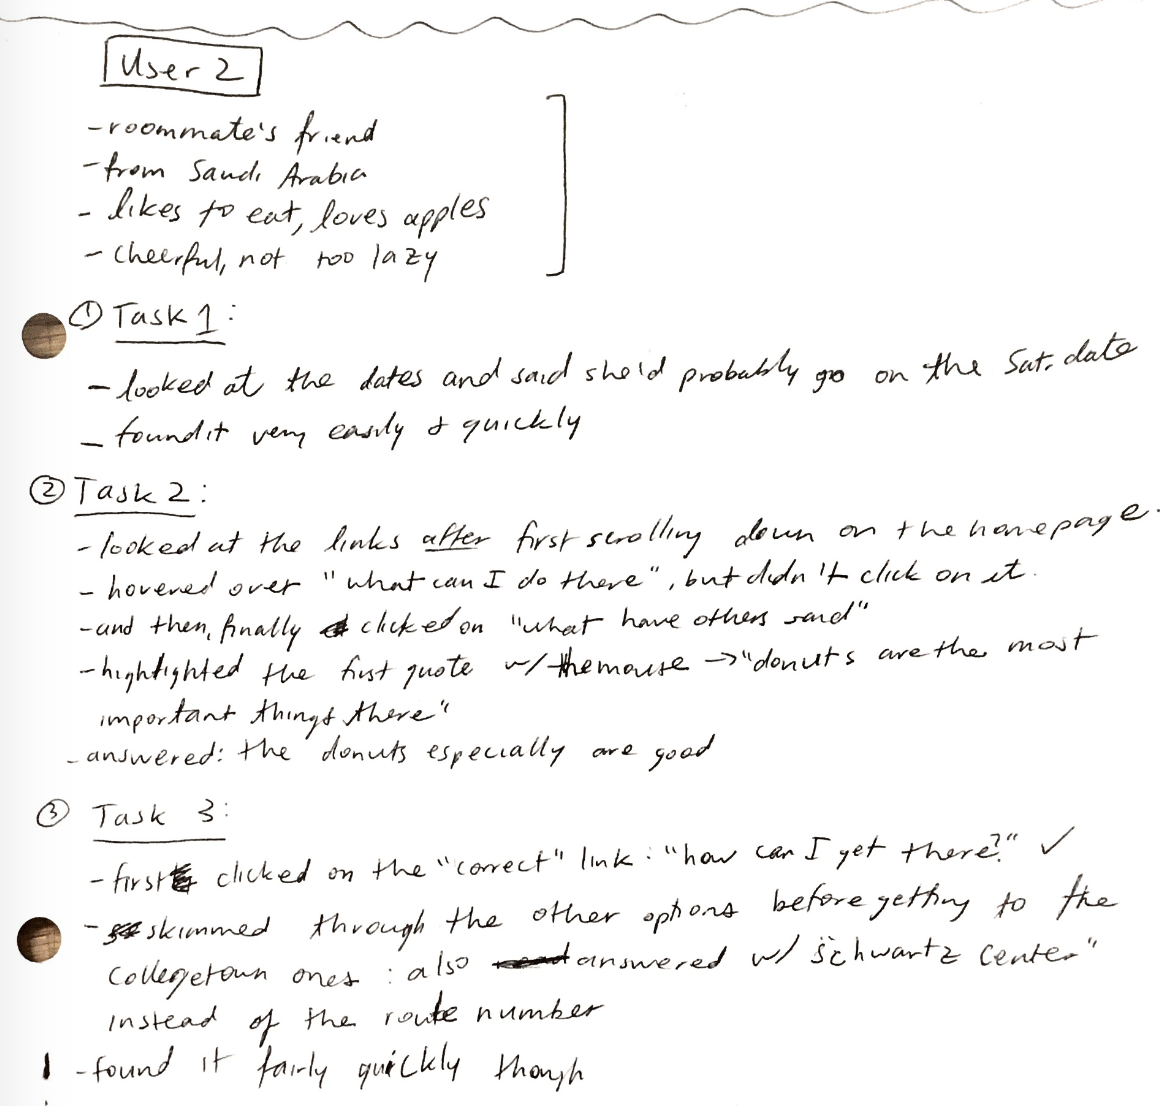 User 2
- roommate's friend
- from Saudi Arabia
- likes to eat, loves apples
- cheerful, not too lazy
① Task 1:
- looked at the dates and said she'd probably go on the Sat. date
- found it very easily & quickly
② Task 2:
- looked at the links after first scrolling down on the homepage.
- hovered over "what can I do there", but didn't click on it.
- and then, finally clicked on "what have others said"
- highlighted the first quote w/ the mouse → "donuts are the most
important things there"
- answered: the donuts especially are good
③ Task 3:
- first clicked on the "correct" link: "how can I get there?" ✓
- skimmed through the other options before getting to the
Collegetown ones: also answered w/ "Schwartz Center"
instead of the route number
- found it fairly quickly though